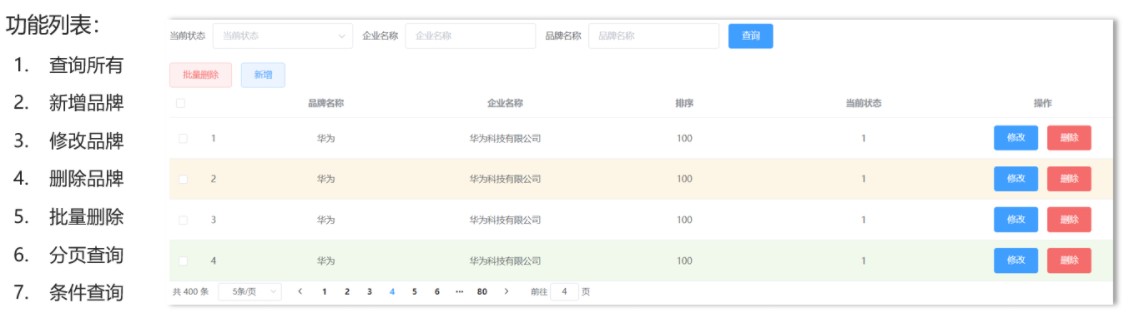 功能列表：
1. 查询所有
2. 新增品牌
3. 修改品牌
4. 删除品牌
5. 批量删除
6. 分页查询
7. 条件查询
当前状态 当前状态 企业名称 企业名称 品牌名称 品牌名称 查询
批量删除 新增
品牌名称 企业名称 排序 当前状态 操作
1 华为 华为科技有限公司 100 1 修改 删除
2 华为 华为科技有限公司 100 1 修改 删除
3 华为 华为科技有限公司 100 1 修改 删除
4 华为 华为科技有限公司 100 1 修改 删除
共 400 条 5条/页 < 1 2 3 4 5 6 ··· 80 > 前往 4 页